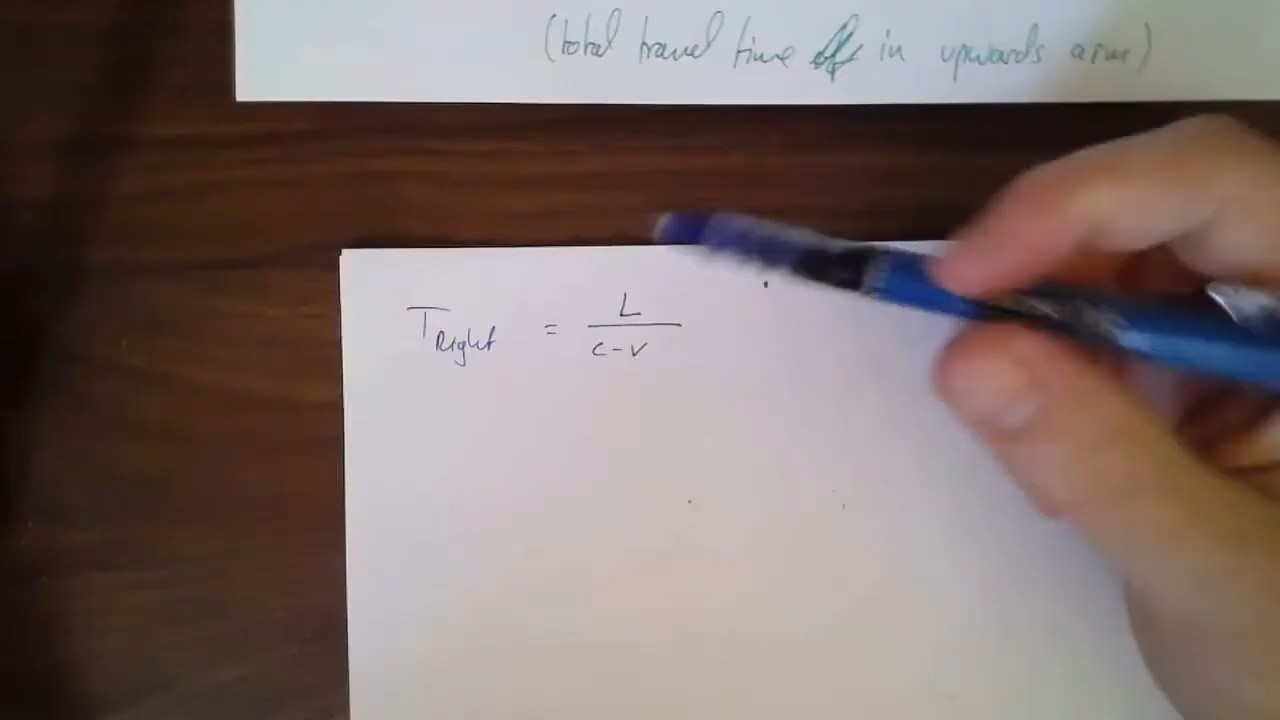 (total travel time in upwards arm)
T_Right = L / (c-v)